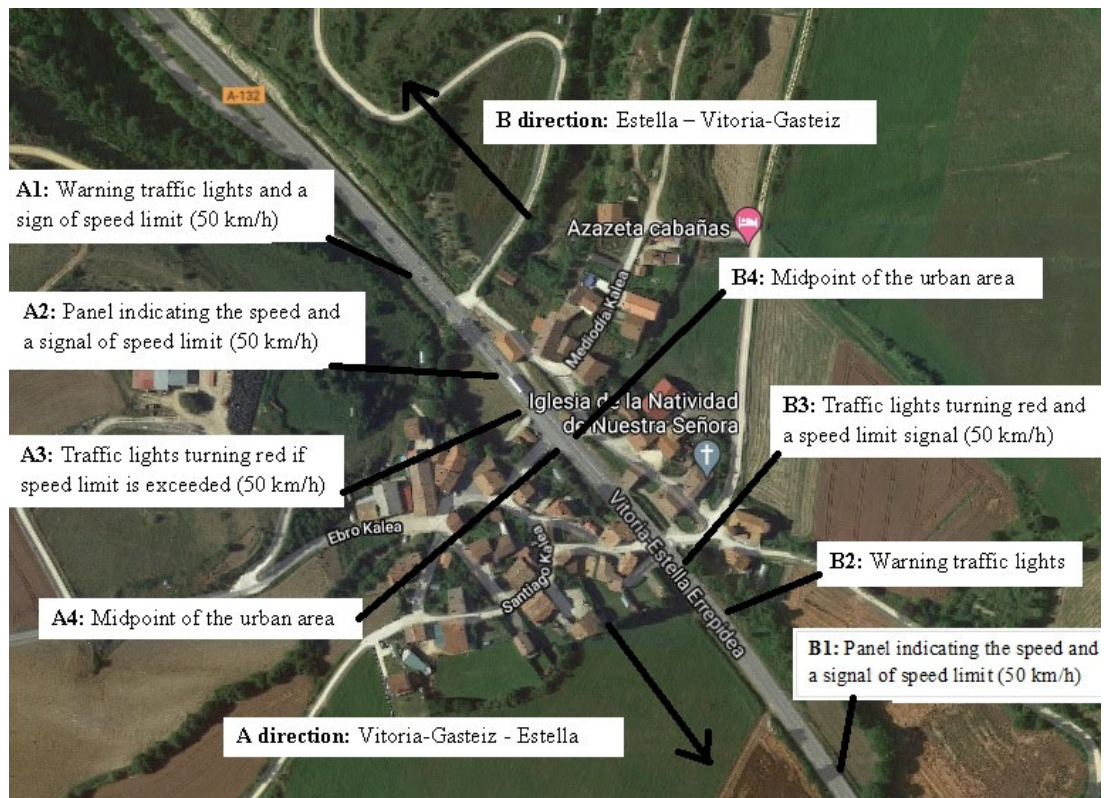 A-132
B direction: Estella – Vitoria-Gasteiz
A1: Warning traffic lights and a
sign of speed limit (50 km/h)
Azazeta cabañas
B4: Midpoint of the urban area
Mediodía Kalea
A2: Panel indicating the speed and
a signal of speed limit (50 km/h)
Iglesia de la Natividad
de Nuestra Señora
B3: Traffic lights turning red and
a speed limit signal (50 km/h)
A3: Traffic lights turning red if
speed limit is exceeded (50 km/h)
Ebro Kalea
Santiago Kalea
Vitoria-Estella Errepidea
B2: Warning traffic lights
A4: Midpoint of the urban area
B1: Panel indicating the speed and
a signal of speed limit (50 km/h)
A direction: Vitoria-Gasteiz - Estella